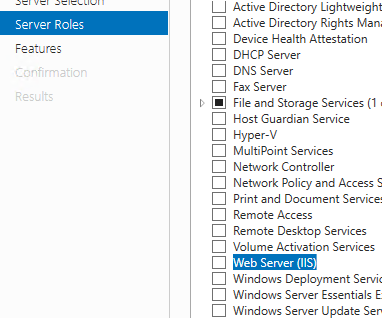 Server Selection
Server Roles
Features
Confirmation
Results
Active Directory Lightweight
Active Directory Rights Mana
Device Health Attestation
DHCP Server
DNS Server
Fax Server
File and Storage Services (1
Host Guardian Service
Hyper-V
MultiPoint Services
Network Controller
Network Policy and Access S
Print and Document Services
Remote Access
Remote Desktop Services
Volume Activation Services
Web Server (IIS)
Windows Deployment Servic
Windows Server Essentials E
Windows Server Update Serv